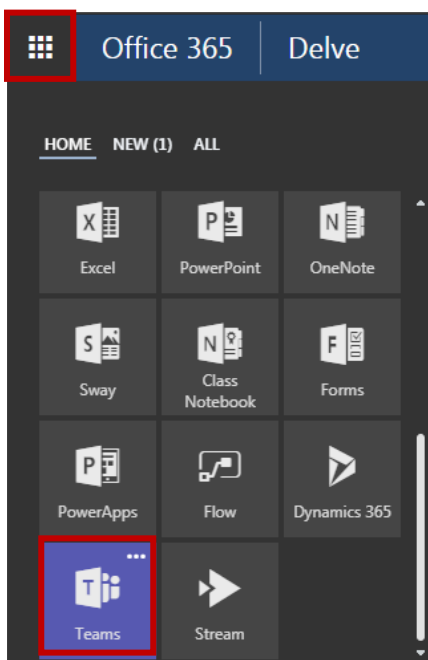 Office 365 Delve
HOME NEW (1) ALL
Excel PowerPoint OneNote
Sway Class Notebook Forms
PowerApps Flow Dynamics 365
Teams Stream